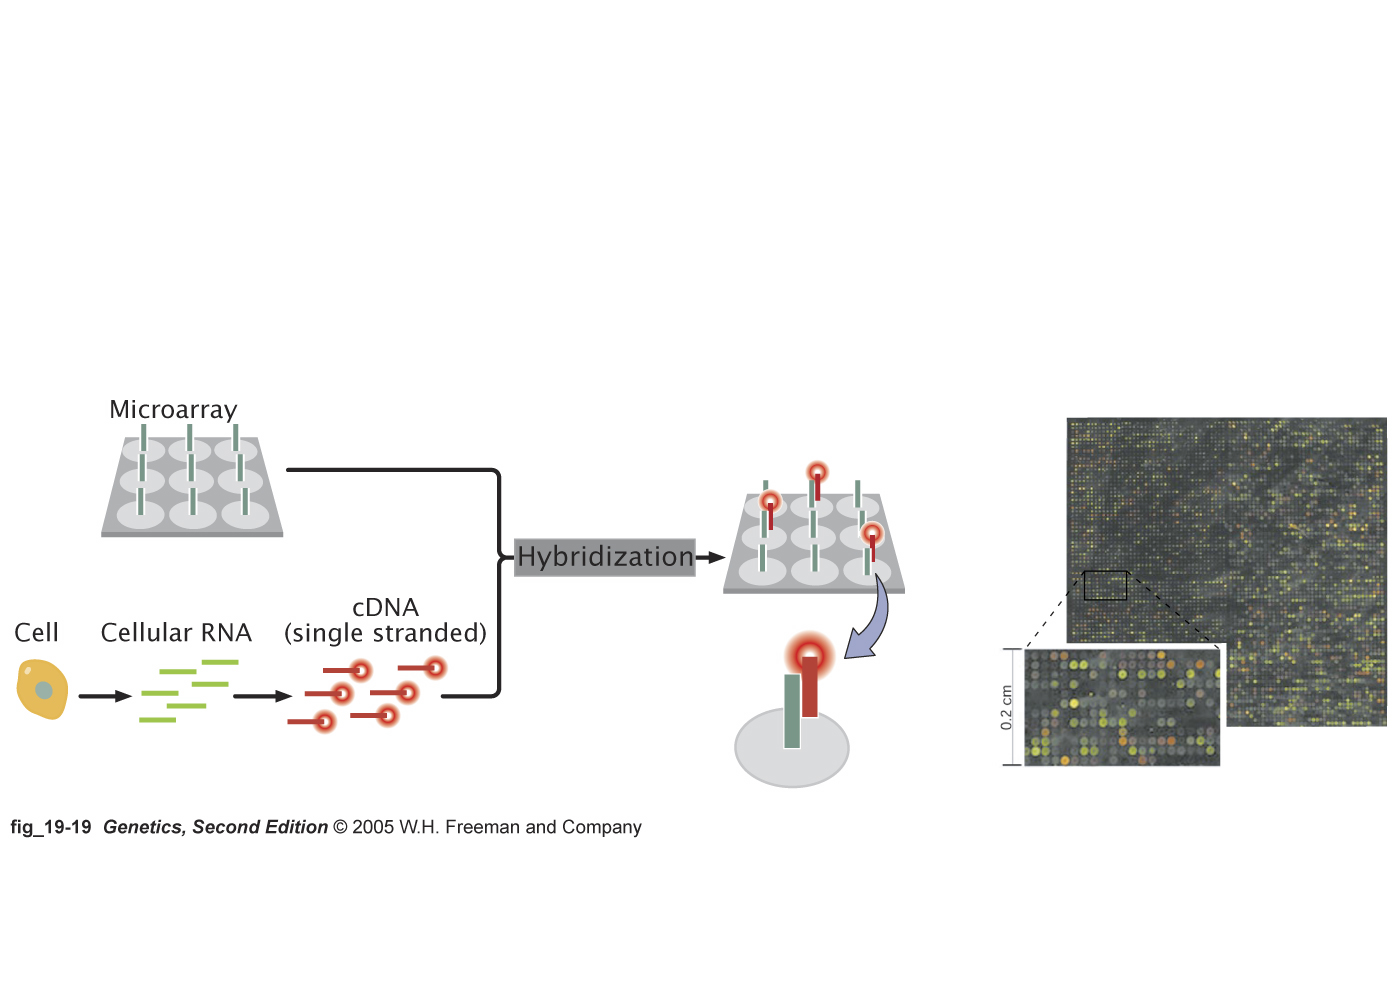 Microarray
Hybridization
Cell
Cellular RNA
cDNA
(single stranded)
0.2 cm
fig_19-19 Genetics, Second Edition © 2005 W.H. Freeman and Company